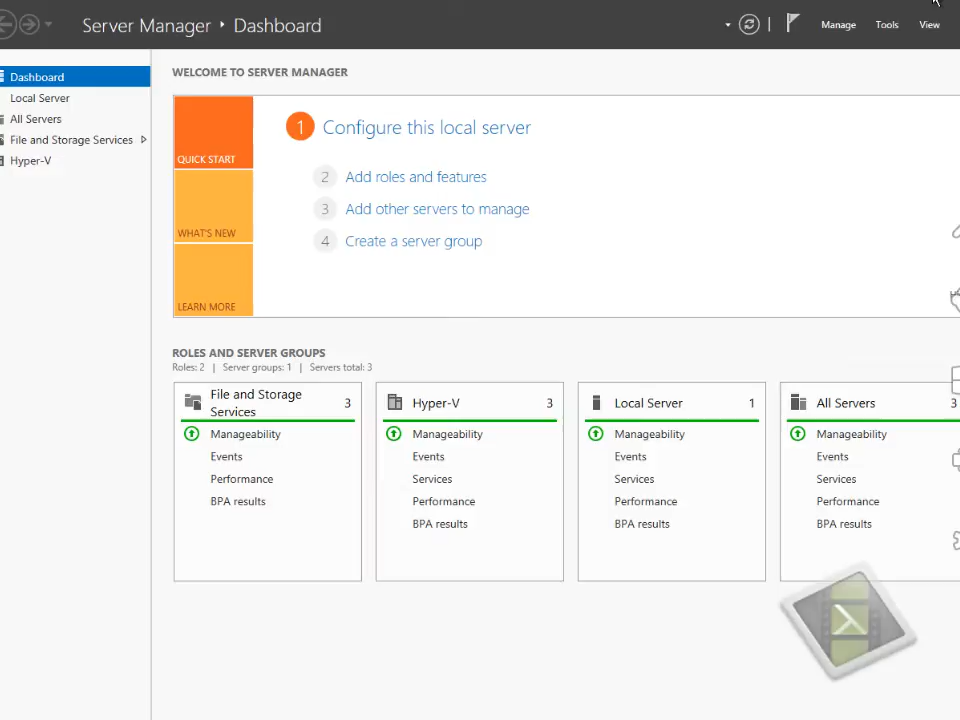 Server Manager • Dashboard
Manage
Tools
View
Dashboard
Local Server
All Servers
File and Storage Services
Hyper-V
WELCOME TO SERVER MANAGER
QUICK START
WHAT'S NEW
LEARN MORE
1 Configure this local server
2 Add roles and features
3 Add other servers to manage
4 Create a server group
ROLES AND SERVER GROUPS
Roles: 2 | Server groups: 1 | Servers total: 3
File and Storage
Services
3
Manageability
Events
Performance
BPA results
Hyper-V 3
Manageability
Events
Services
Performance
BPA results
Local Server 1
Manageability
Events
Services
Performance
BPA results
All Servers 3
Manageability
Events
Services
Performance
BPA results